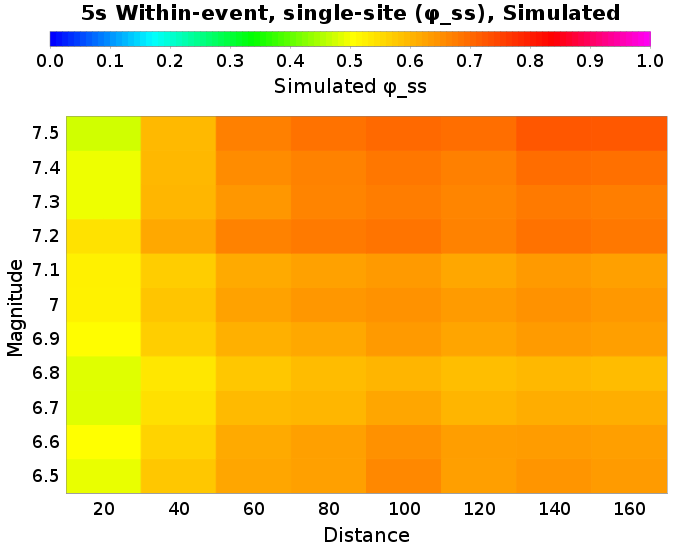 5s Within-event, single-site (φ_ss), Simulated
0.0 0.1 0.2 0.3 0.4 0.5 0.6 0.7 0.8 0.9 1.0
Simulated φ_ss
7.5
7.4
7.3
7.2
7.1
7
6.9
6.8
6.7
6.6
6.5
Magnitude
20 40 60 80 100 120 140 160
Distance